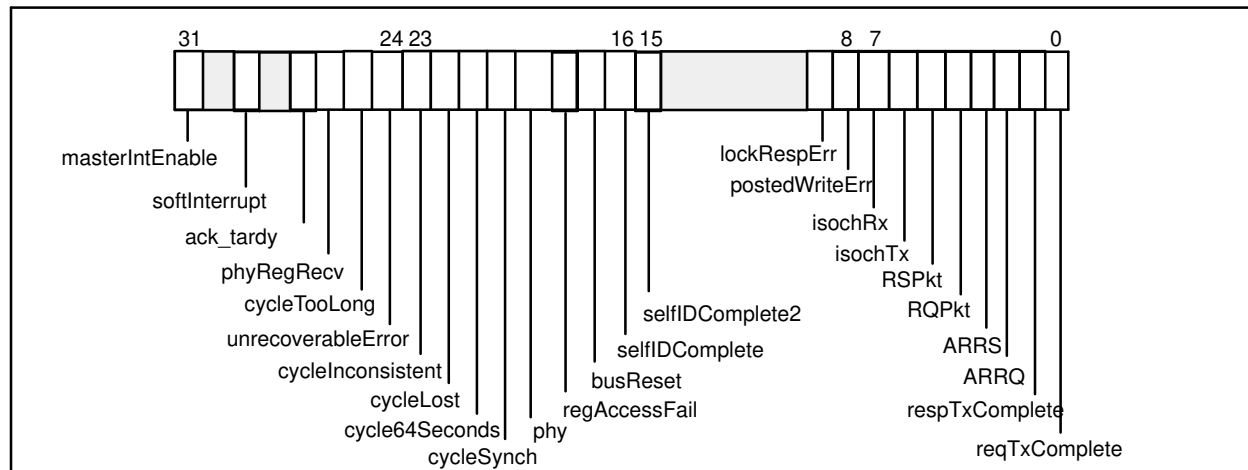 31 24 23 16 15 8 7 0
masterIntEnable
lockRespErr
postedWriteErr
softInterrupt
isochRx
ack_tardy
isochTx
phyRegRecv
RSPkt
cycleTooLong
RQPkt
selfIDComplete2
unrecoverableError
selfIDComplete
ARRS
cycleInconsistent
busReset
ARRQ
cycleLost
regAccessFail
respTxComplete
cycle64Seconds
phy
cycleSynch
reqTxComplete